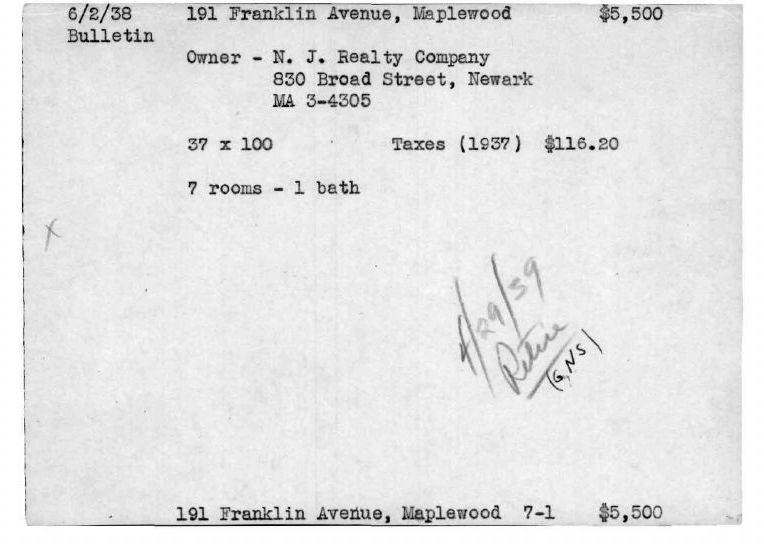 6/2/38 191 Franklin Avenue, Maplewood $5,500
Bulletin
Owner - N. J. Realty Company
830 Broad Street, Newark
MA 3-4305
37 x 100 Taxes (1937) $116.20
7 rooms - 1 bath
X
4/29/39
Retire
(GNS)
191 Franklin Avenue, Maplewood 7-1 $5,500